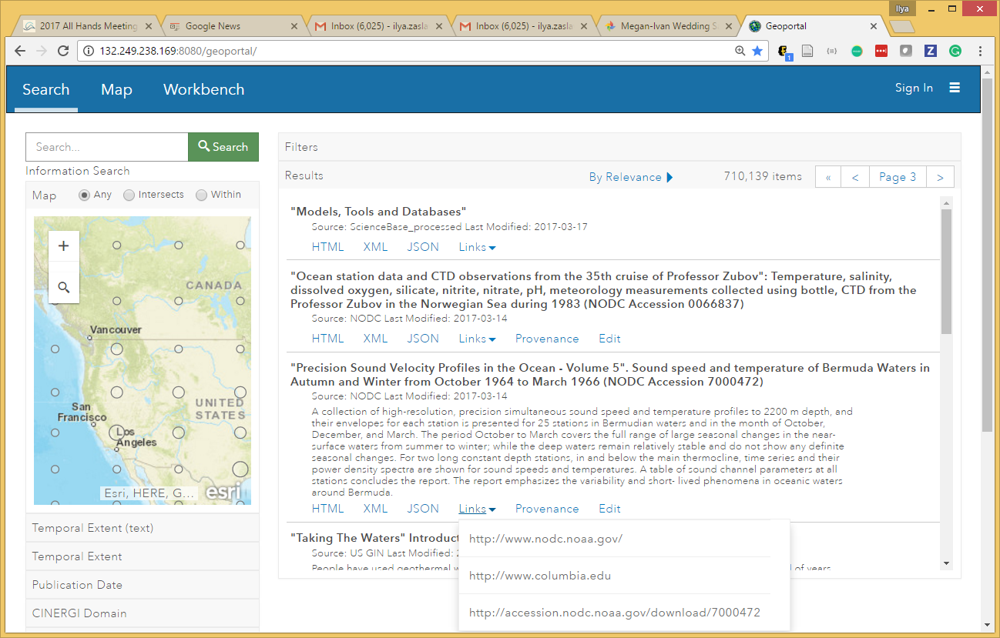 Ilya
2017 All Hands Meeting
Google News
Inbox (6,025) - ilya.zasla
Inbox (6,025) - ilya.zasla
Megan-Ivan Wedding S
Geoportal
132.249.238.169:8080/geoportal/
1
Z
G
Search
Map
Workbench
Sign In
Search...
Search
Information Search
Map
Any
Intersects
Within
CANADA
Vancouver
UNITED
STATES
San
Francisco
Los
Angeles
Esri, HERE, G...
esri
Temporal Extent (text)
Temporal Extent
Publication Date
CINERGI Domain
Filters
Results
By Relevance
710,139 items
«
<
Page 3
>
"Models, Tools and Databases"
Source: ScienceBase_processed Last Modified: 2017-03-17
HTML XML JSON Links
"Ocean station data and CTD observations from the 35th cruise of Professor Zubov": Temperature, salinity,
dissolved oxygen, silicate, nitrite, nitrate, pH, meteorology measurements collected using bottle, CTD from the
Professor Zubov in the Norwegian Sea during 1983 (NODC Accession 0066837)
Source: NODC Last Modified: 2017-03-14
HTML XML JSON Links Provenance Edit
"Precision Sound Velocity Profiles in the Ocean - Volume 5". Sound speed and temperature of Bermuda Waters in
Autumn and Winter from October 1964 to March 1966 (NODC Accession 7000472)
Source: NODC Last Modified: 2017-03-14
A collection of high-resolution, precision simultaneous sound speed and temperature profiles to 2200 m depth, and
their envelopes for each station is presented for 25 stations in Bermudian waters and in the month of October,
December, and March. The period October to March covers the full range of large seasonal changes in the near-
surface waters from summer to winter; while the deep waters remain relatively stable and do not show any definite
seasonal changes. For two long constant depth stations, in and below the main thermocline, time series and their
power density spectra are shown for sound speeds and temperatures. A table of sound channel parameters at all
stations concludes the report. The report emphasizes the variability and short- lived phenomena in oceanic waters
around Bermuda.
HTML XML JSON Links Provenance Edit
"Taking The Waters" Introduct
Source: US GIN Last Modified:
People have used geothermal
of years
http://www.nodc.noaa.gov/
http://www.columbia.edu
http://accession.nodc.noaa.gov/download/7000472